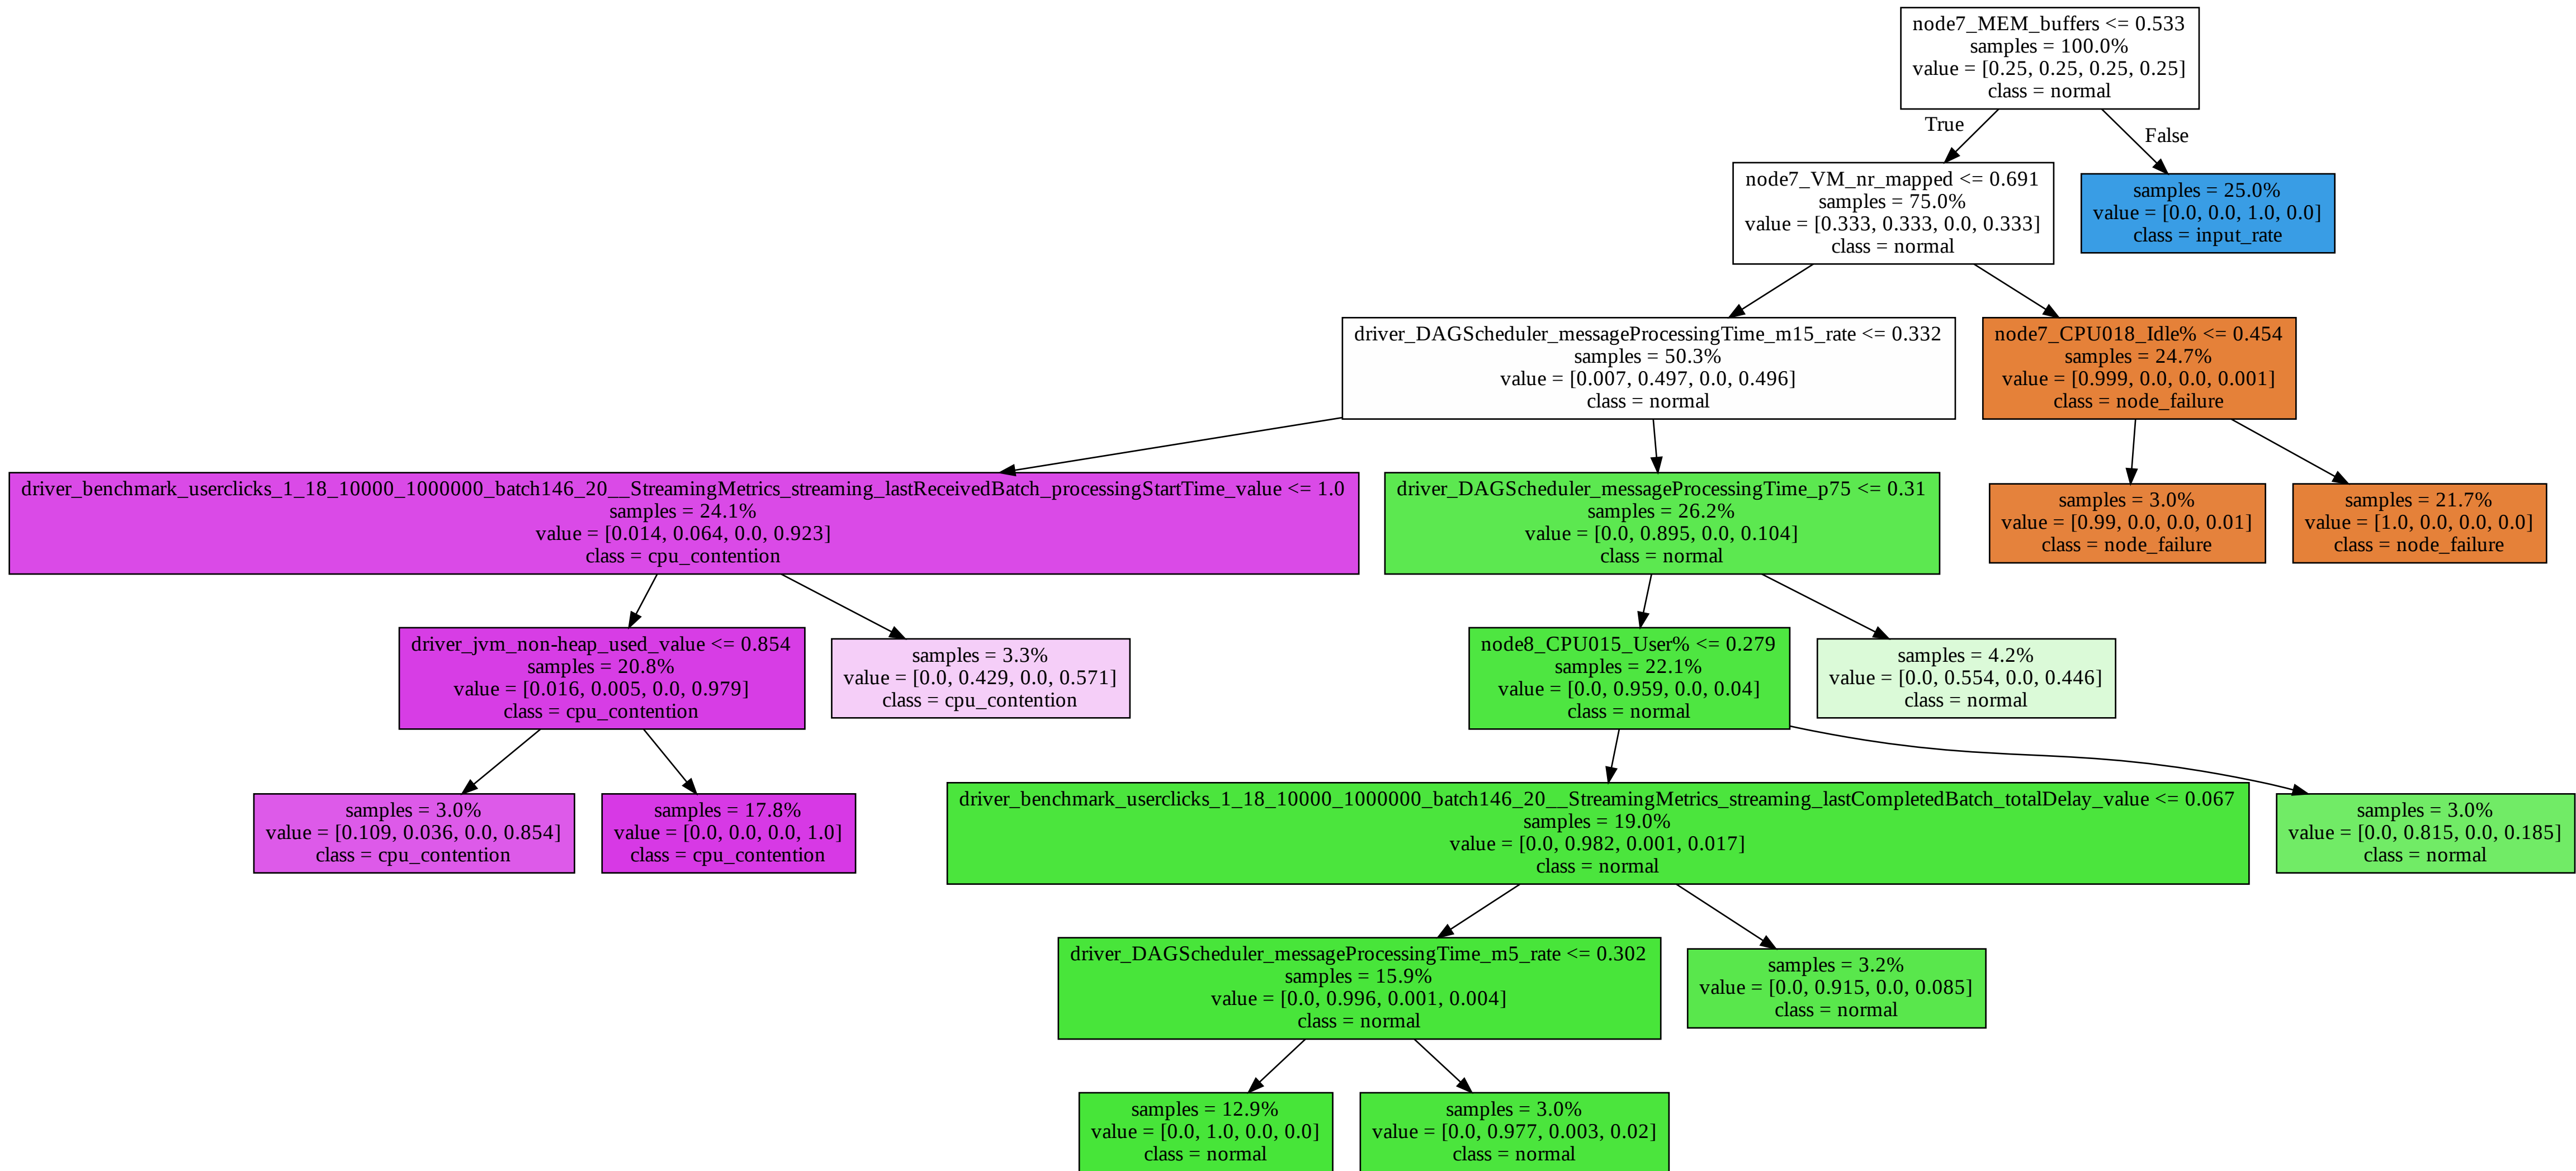 node7_MEM_buffers <= 0.533
samples = 100.0%
value = [0.25, 0.25, 0.25, 0.25]
class = normal
True
False
node7_VM_nr_mapped <= 0.691
samples = 75.0%
value = [0.333, 0.333, 0.0, 0.333]
class = normal
samples = 25.0%
value = [0.0, 0.0, 1.0, 0.0]
class = input_rate
driver_DAGScheduler_messageProcessingTime_m15_rate <= 0.332
samples = 50.3%
value = [0.007, 0.497, 0.0, 0.496]
class = normal
node7_CPU018_Idle% <= 0.454
samples = 24.7%
value = [0.999, 0.0, 0.0, 0.001]
class = node_failure
driver_benchmark_userclicks_1_18_10000_1000000_batch146_20__StreamingMetrics_streaming_lastReceivedBatch_processingStartTime_value <= 1.0
samples = 24.1%
value = [0.014, 0.064, 0.0, 0.923]
class = cpu_contention
driver_DAGScheduler_messageProcessingTime_p75 <= 0.31
samples = 26.2%
value = [0.0, 0.895, 0.0, 0.104]
class = normal
samples = 3.0%
value = [0.99, 0.0, 0.0, 0.01]
class = node_failure
samples = 21.7%
value = [1.0, 0.0, 0.0, 0.0]
class = node_failure
driver_jvm_non-heap_used_value <= 0.854
samples = 20.8%
value = [0.016, 0.005, 0.0, 0.979]
class = cpu_contention
samples = 3.3%
value = [0.0, 0.429, 0.0, 0.571]
class = cpu_contention
node8_CPU015_User% <= 0.279
samples = 22.1%
value = [0.0, 0.959, 0.0, 0.04]
class = normal
samples = 4.2%
value = [0.0, 0.554, 0.0, 0.446]
class = normal
samples = 3.0%
value = [0.109, 0.036, 0.0, 0.854]
class = cpu_contention
samples = 17.8%
value = [0.0, 0.0, 0.0, 1.0]
class = cpu_contention
driver_benchmark_userclicks_1_18_10000_1000000_batch146_20__StreamingMetrics_streaming_lastCompletedBatch_totalDelay_value <= 0.067
samples = 19.0%
value = [0.0, 0.982, 0.001, 0.017]
class = normal
samples = 3.0%
value = [0.0, 0.815, 0.0, 0.185]
class = normal
driver_DAGScheduler_messageProcessingTime_m5_rate <= 0.302
samples = 15.9%
value = [0.0, 0.996, 0.001, 0.004]
class = normal
samples = 3.2%
value = [0.0, 0.915, 0.0, 0.085]
class = normal
samples = 12.9%
value = [0.0, 1.0, 0.0, 0.0]
class = normal
samples = 3.0%
value = [0.0, 0.977, 0.003, 0.02]
class = normal